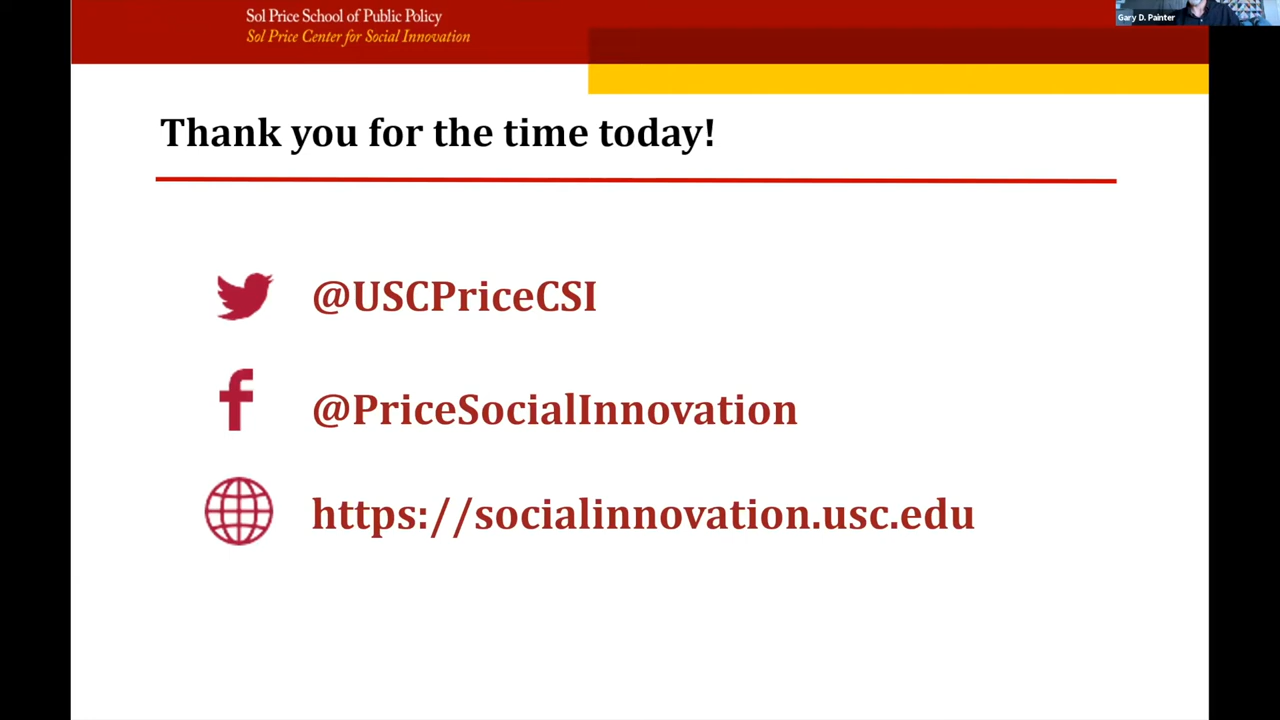 Sol Price School of Public Policy
Sol Price Center for Social Innovation
Gary D. Painter
Thank you for the time today!
@USCPriceCSI
@PriceSocialInnovation
https://socialinnovation.usc.edu